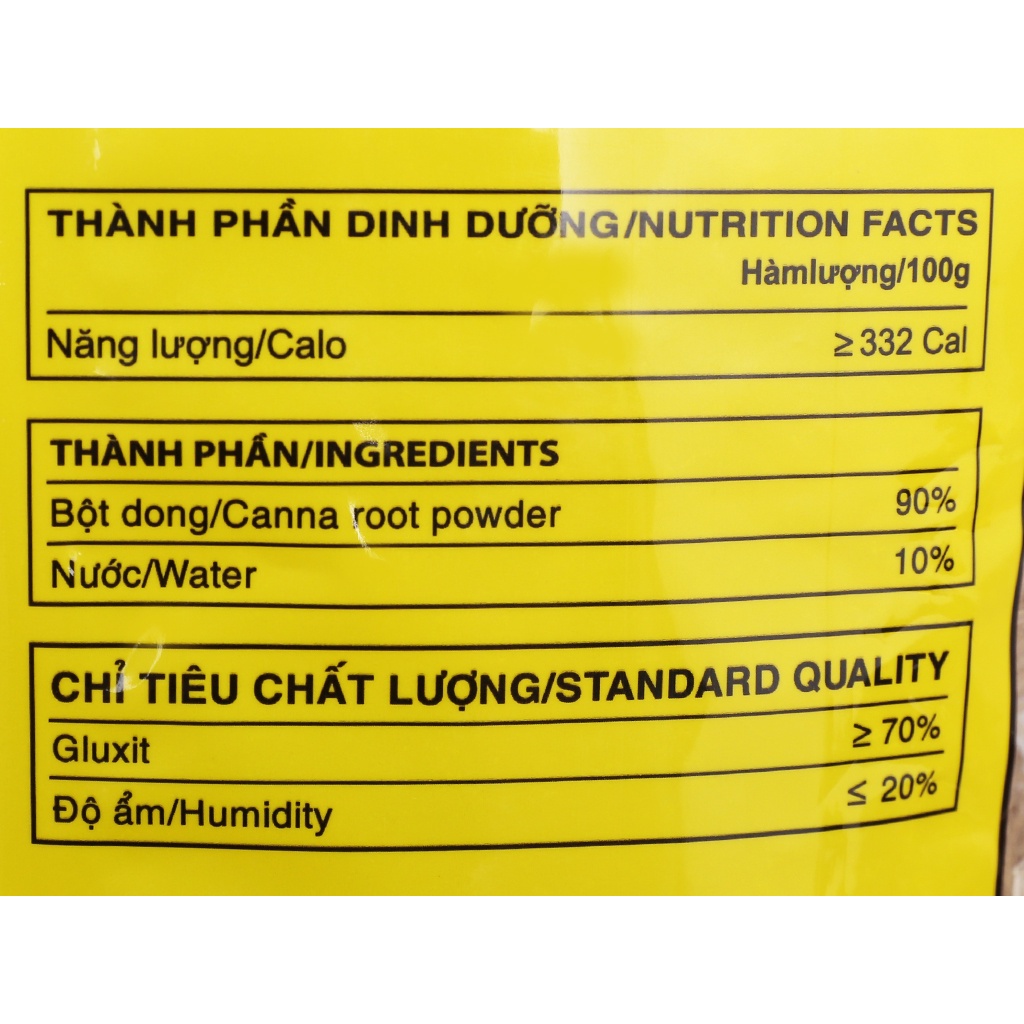 THÀNH PHẦN DINH DƯỠNG/NUTRITION FACTS
Hàmlượng/100g
Năng lượng/Calo ≥ 332 Cal
THÀNH PHẦN/INGREDIENTS
Bột dong/Canna root powder 90%
Nước/Water 10%
CHỈ TIÊU CHẤT LƯỢNG/STANDARD QUALITY
Gluxit ≥ 70%
Độ ẩm/Humidity ≤ 20%